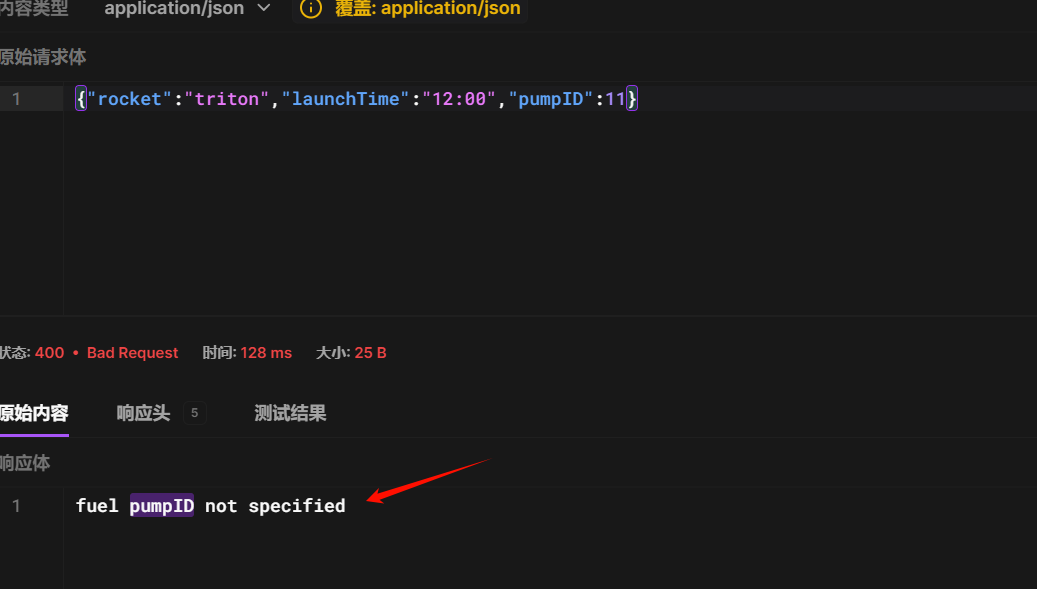 内容类型 application/json 覆盖: application/json
原始请求体
1 {"rocket":"triton","launchTime":"12:00","pumpID":11}
状态: 400 • Bad Request 时间: 128 ms 大小: 25 B
原始内容 响应头 5 测试结果
响应体
1 fuel pumpID not specified